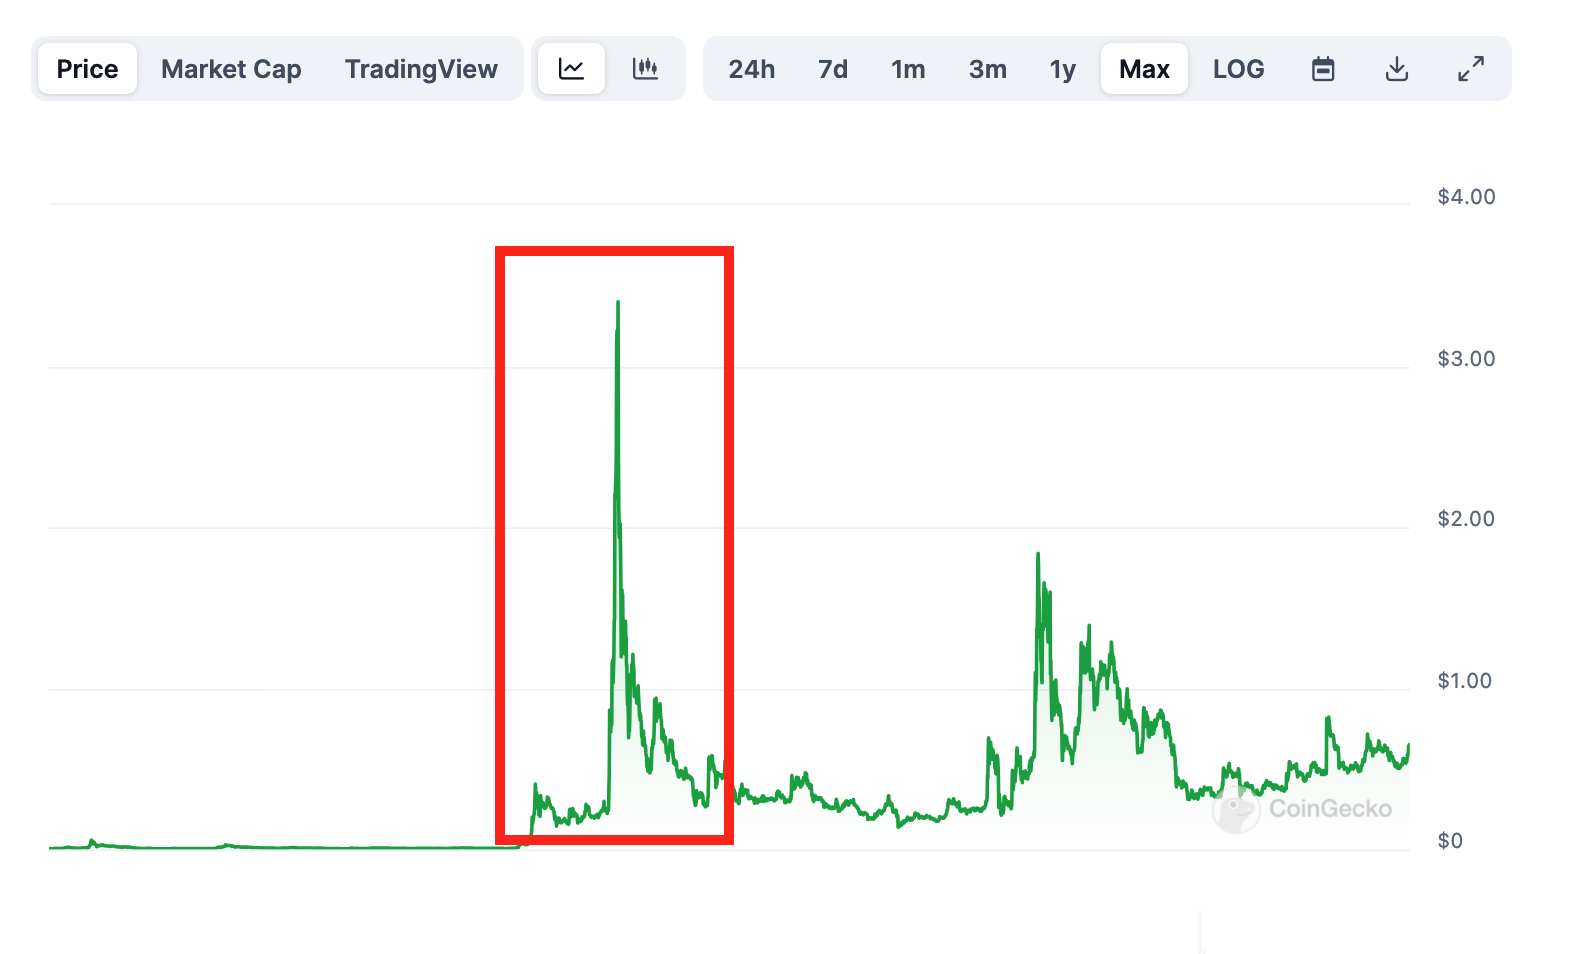 Price Market Cap TradingView 24h 7d 1m 3m 1y Max LOG
$4.00
$3.00
$2.00
$1.00
CoinGecko
$0